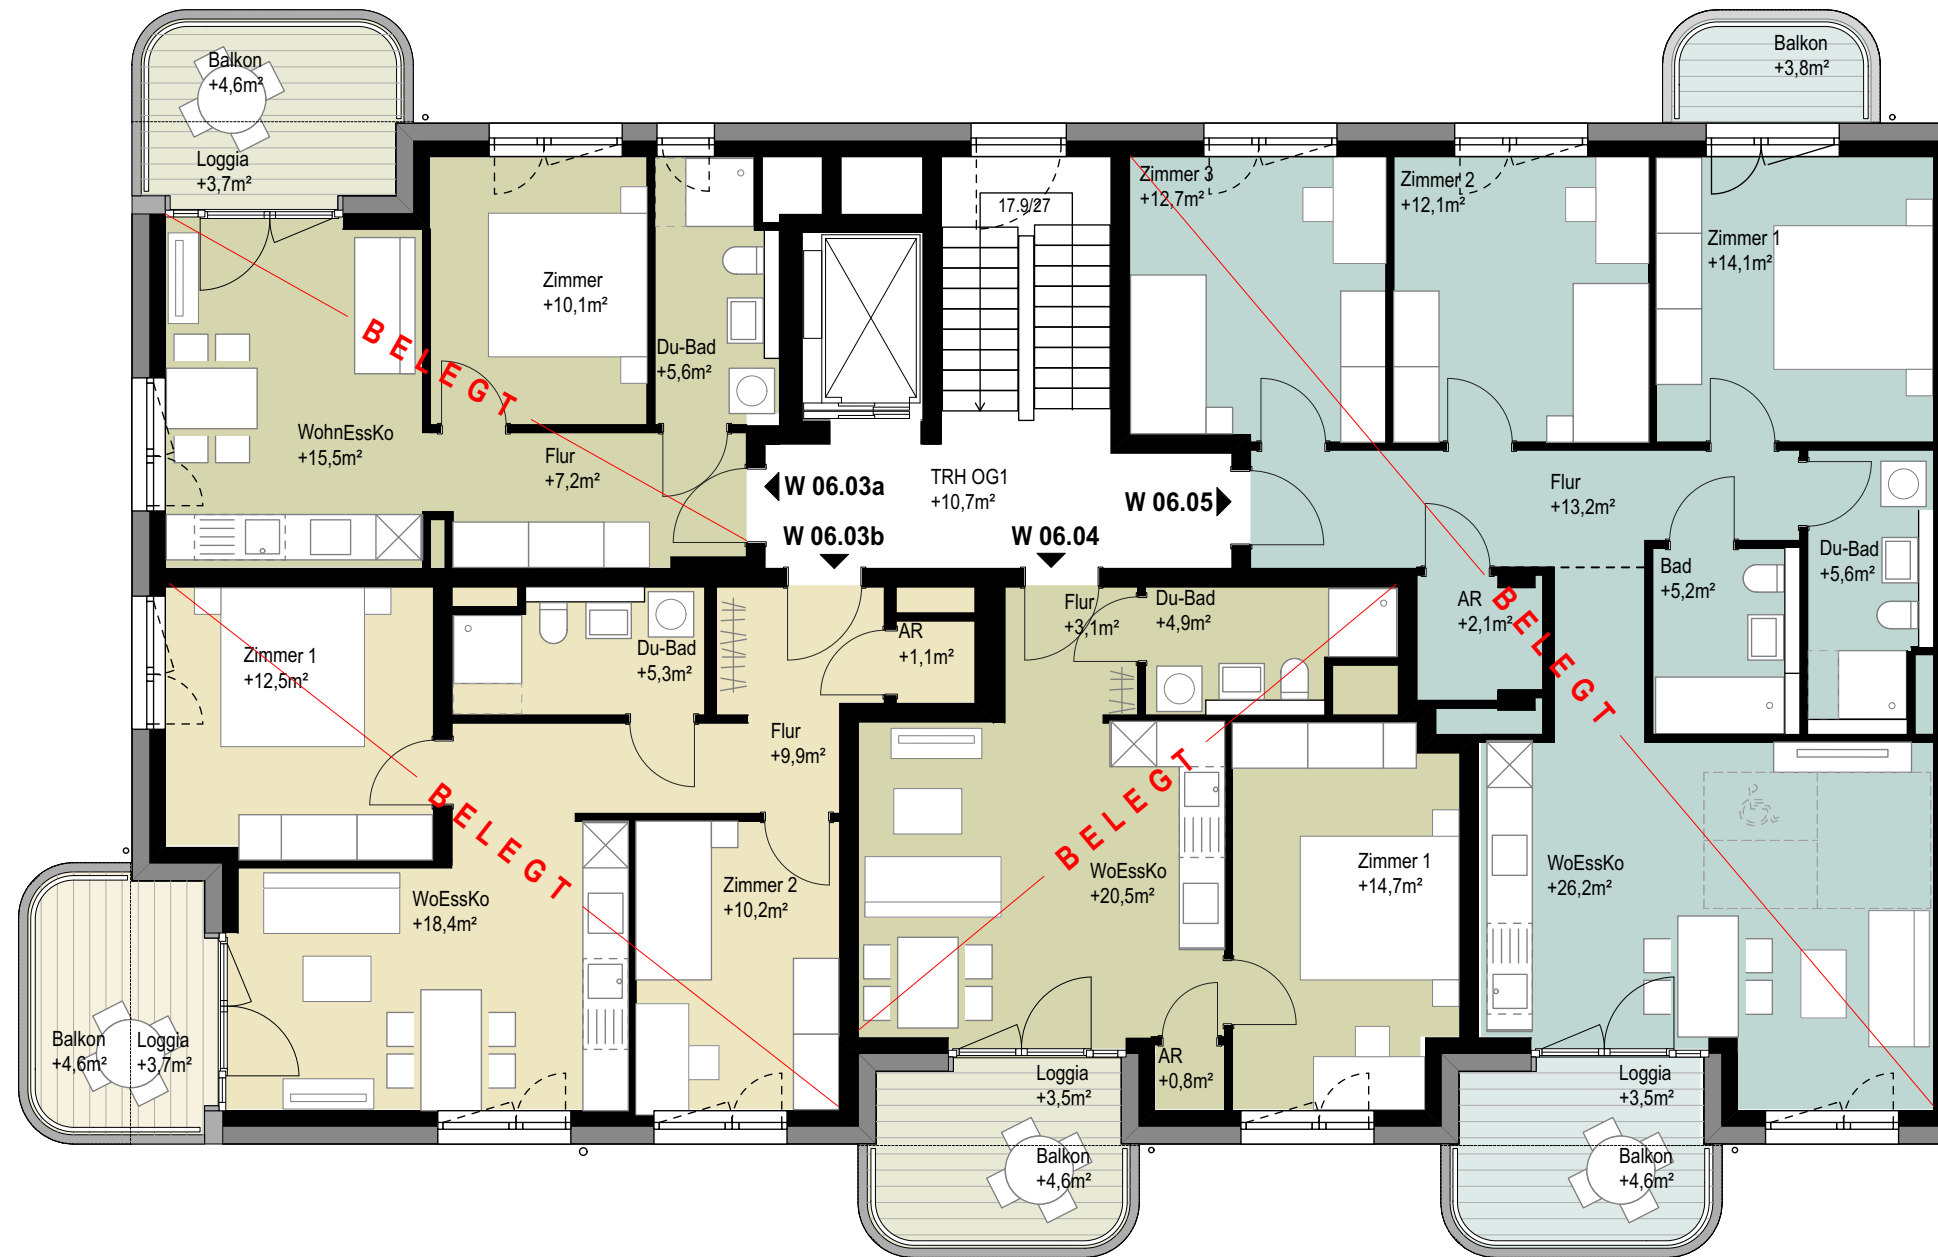 Balkon
+4,6m²
Loggia
+3,7m²
Balkon
+3,8m²
Zimmer
+10,1m²
Du-Bad
+5,6m²
17.9/27
Zimmer 3
+12,7m²
Zimmer 2
+12,1m²
Zimmer 1
+14,1m²
BELEGT
WohnEssKo
+15,5m²
Flur
+7,2m²
W 06.03a
W 06.03b
TRH OG1
+10,7m²
W 06.04
W 06.05
Flur
+13,2m²
Bad
+5,2m²
Du-Bad
+5,6m²
AR
+2,1m²
BELEGT
Zimmer 1
+12,5m²
Du-Bad
+5,3m²
AR
+1,1m²
Flur
+9,9m²
Flur
+3,1m²
Du-Bad
+4,9m²
BELEGT
BELEGT
WoEssKo
+18,4m²
Zimmer 2
+10,2m²
WoEssKo
+20,5m²
Zimmer 1
+14,7m²
WoEssKo
+26,2m²
Balkon
+4,6m²
Loggia
+3,7m²
AR
+0,8m²
Loggia
+3,5m²
Balkon
+4,6m²
Loggia
+3,5m²
Balkon
+4,6m²